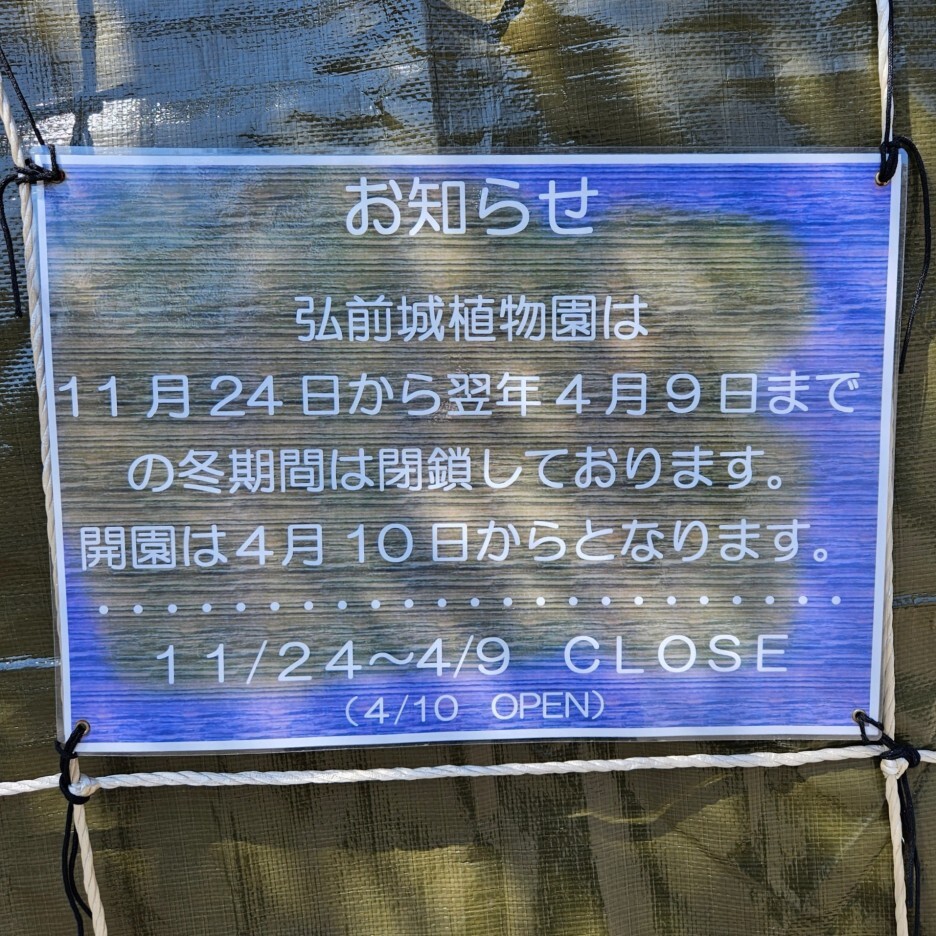 お知らせ
弘前城植物園は
11月24日から翌年4月9日まで
の冬期間は閉鎖しております。
開園は4月10日からとなります。
・・・・・・・・・・・・・・・・・・・・・・・
11/24〜4/9　CLOSE
（4/10　OPEN）